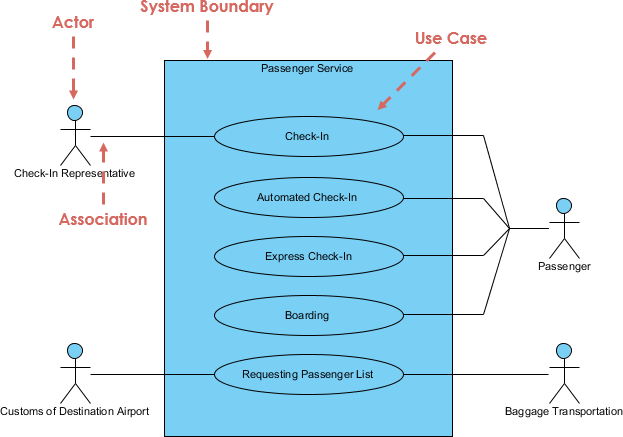 System Boundary
Actor
Use Case
Passenger Service
Check-In
Check-In Representative
Automated Check-In
Association
Express Check-In
Passenger
Boarding
Requesting Passenger List
Customs of Destination Airport
Baggage Transportation